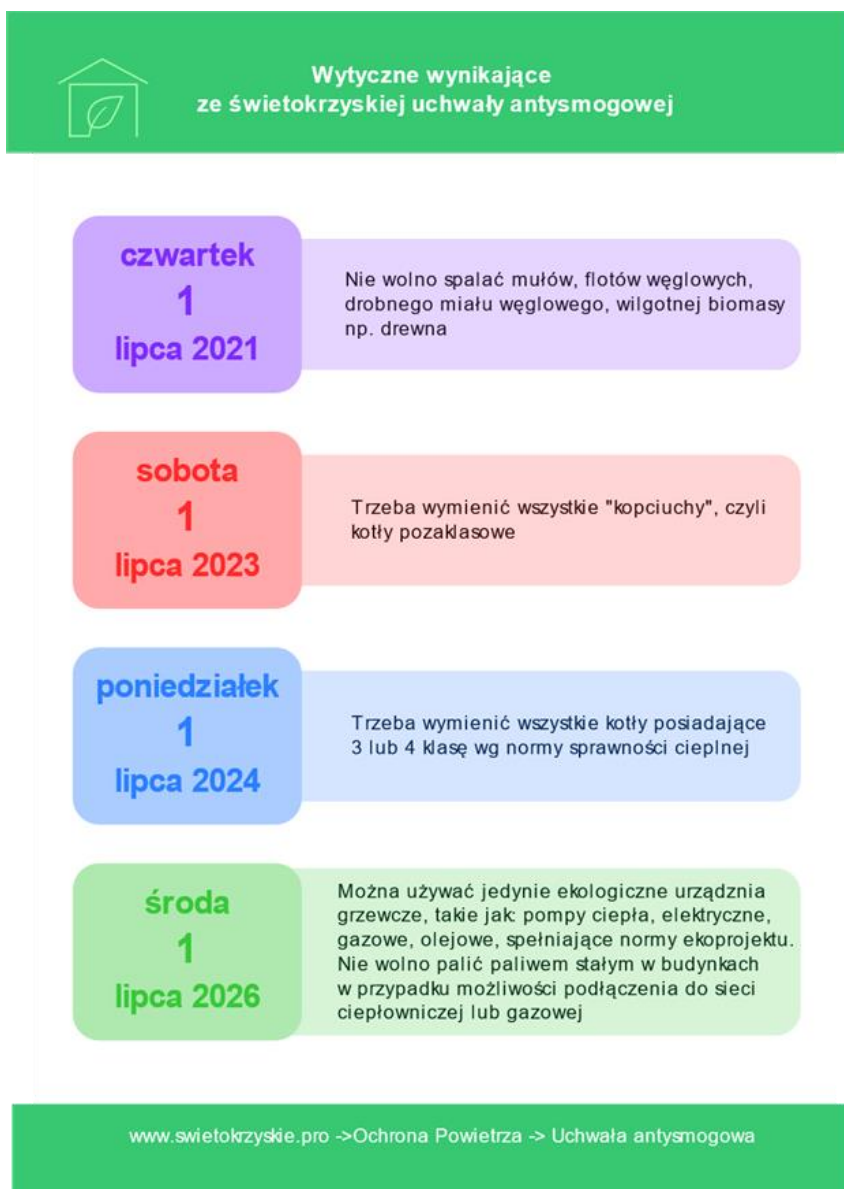 Wytyczne wynikające
ze świetokrzyskiej uchwały antysmogowej
czwartek
1
lipca 2021
Nie wolno spalać mułów, flotów węglowych,
drobnego miału węglowego, wilgotnej biomasy
np. drewna
sobota
1
lipca 2023
Trzeba wymienić wszystkie "kopciuchy", czyli
kotły pozaklasowe
poniedziałek
1
lipca 2024
Trzeba wymienić wszystkie kotły posiadające
3 lub 4 klasę wg normy sprawności cieplnej
środa
1
lipca 2026
Można używać jedynie ekologiczne urządznia
grzewcze, takie jak: pompy ciepła, elektryczne,
gazowe, olejowe, spełniające normy ekoprojektu.
Nie wolno palić paliwem stałym w budynkach
w przypadku możliwości podłączenia do sieci
ciepłowniczej lub gazowej
www.swietokrzyskie.pro ->Ochrona Powietrza -> Uchwała antysmogowa